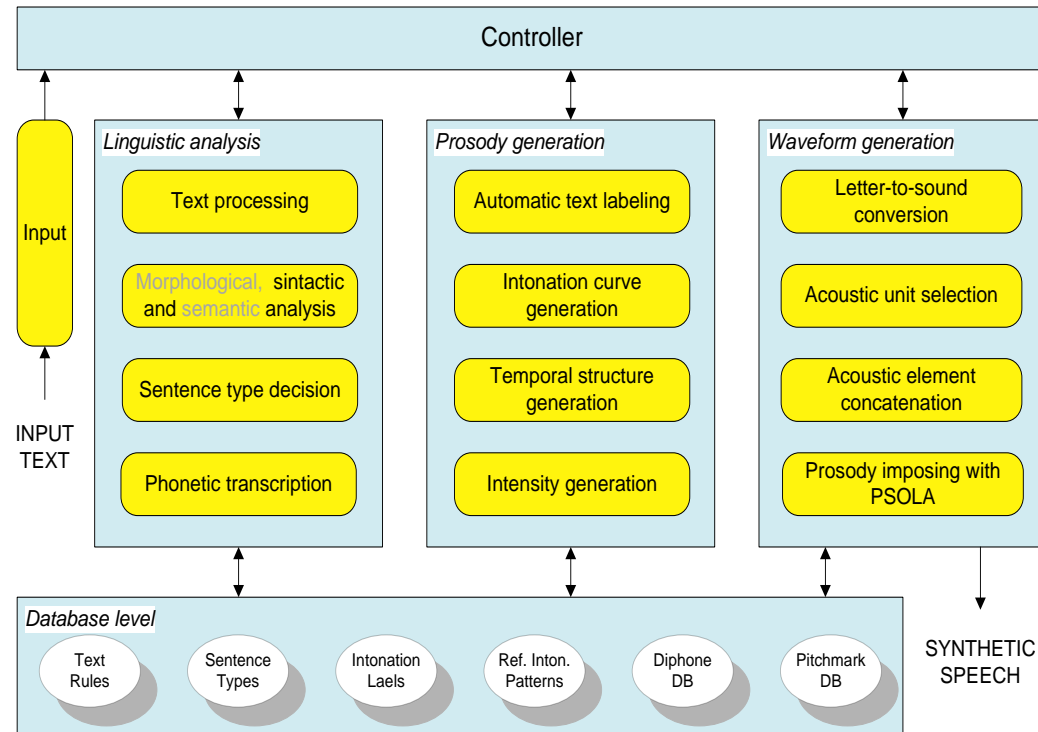 Controller
Input
INPUT
TEXT
Linguistic analysis
Text processing
Morphological, sintactic
and semantic analysis
Sentence type decision
Phonetic transcription
Prosody generation
Automatic text labeling
Intonation curve
generation
Temporal structure
generation
Intensity generation
Waveform generation
Letter-to-sound
conversion
Acoustic unit selection
Acoustic element
concatenation
Prosody imposing with
PSOLA
Database level
Text
Rules
Sentence
Types
Intonation
Laels
Ref. Inton.
Patterns
Diphone
DB
Pitchmark
DB
SYNTHETIC
SPEECH